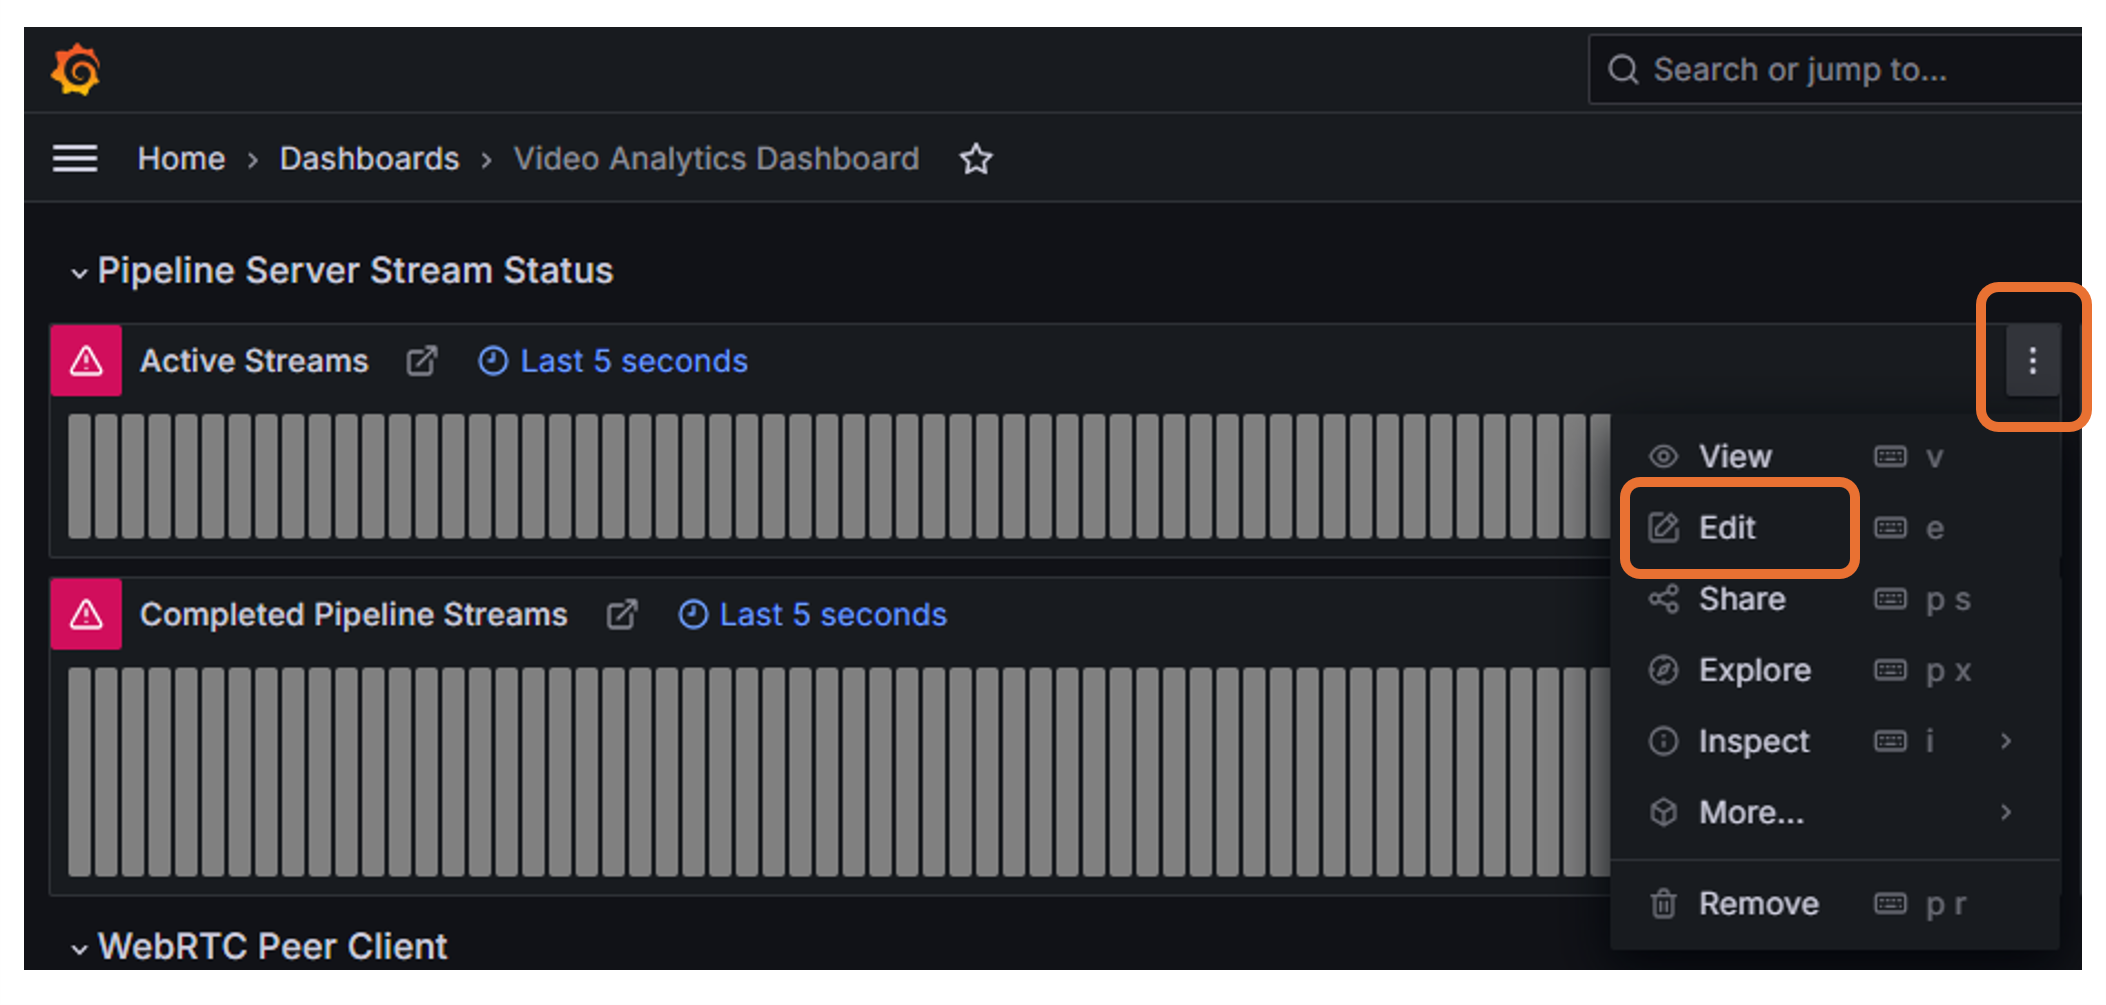 Search or jump to...
Home › Dashboards › Video Analytics Dashboard
Pipeline Server Stream Status
Active Streams Last 5 seconds
View v
Edit e
Completed Pipeline Streams Last 5 seconds
Share p s
Explore p x
Inspect i
More...
Remove p r
WebRTC Peer Client